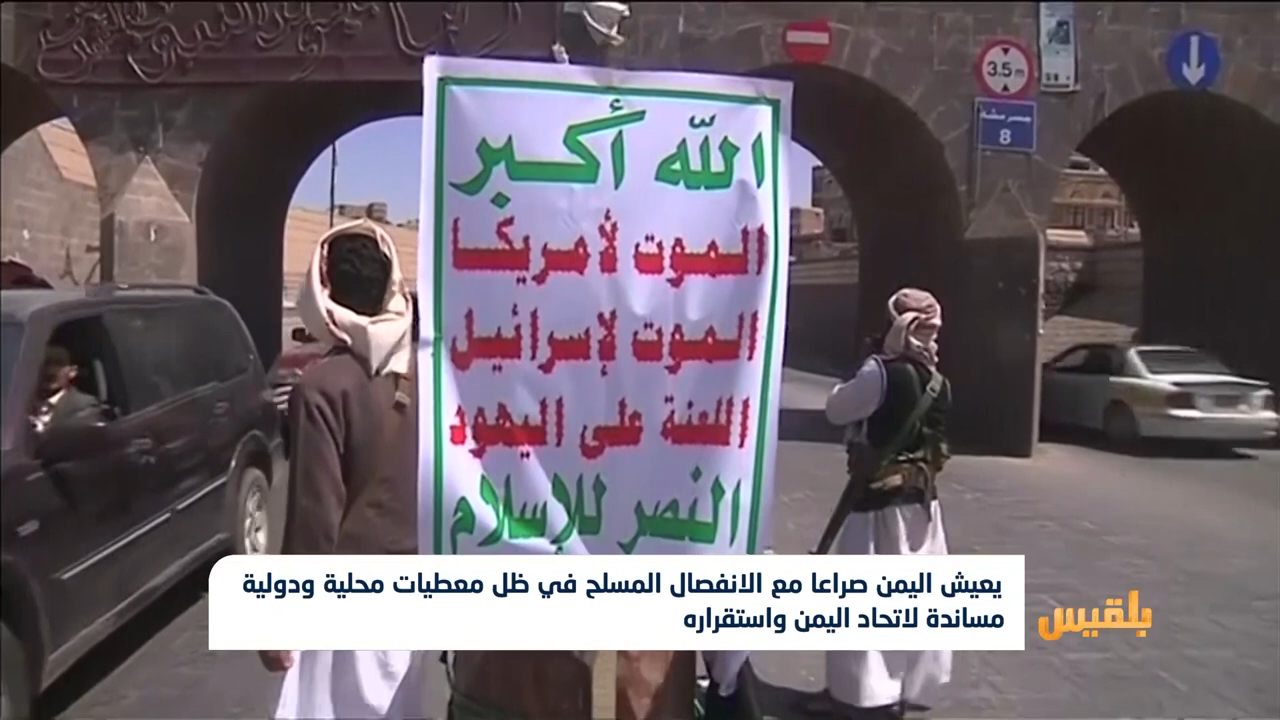 3.5m
8
الله أكبر
الموت لأمريكا
الموت لإسرائيل
اللعنة على اليهود
النصر للإسلام
يعيش اليمن صراعا مع الانفصال المسلح في ظل معطيات محلية ودولية
مساندة لاتحاد اليمن واستقراره
بلقيس